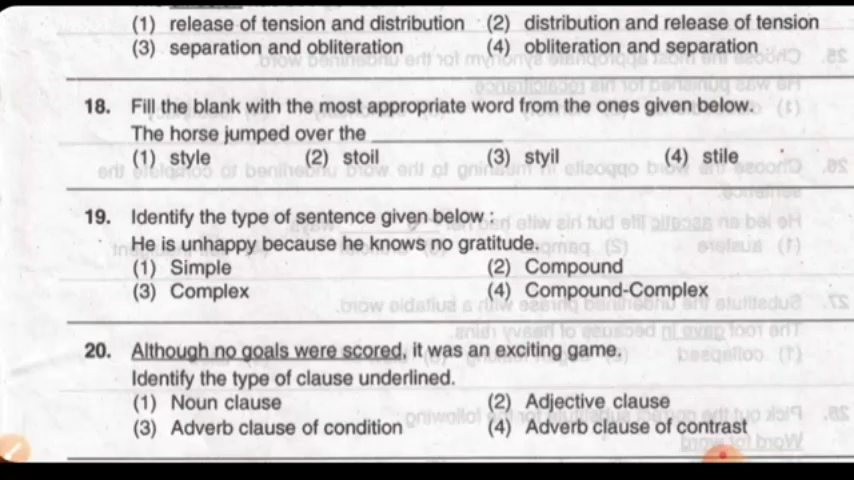 (1) release of tension and distribution (2) distribution and release of tension
(3) separation and obliteration (4) obliteration and separation
18. Fill the blank with the most appropriate word from the ones given below.
The horse jumped over the ____________
(1) style (2) stoil (3) styil (4) stile
19. Identify the type of sentence given below :
He is unhappy because he knows no gratitude.
(1) Simple (2) Compound
(3) Complex (4) Compound-Complex
20. Although no goals were scored, it was an exciting game.
Identify the type of clause underlined.
(1) Noun clause (2) Adjective clause
(3) Adverb clause of condition (4) Adverb clause of contrast